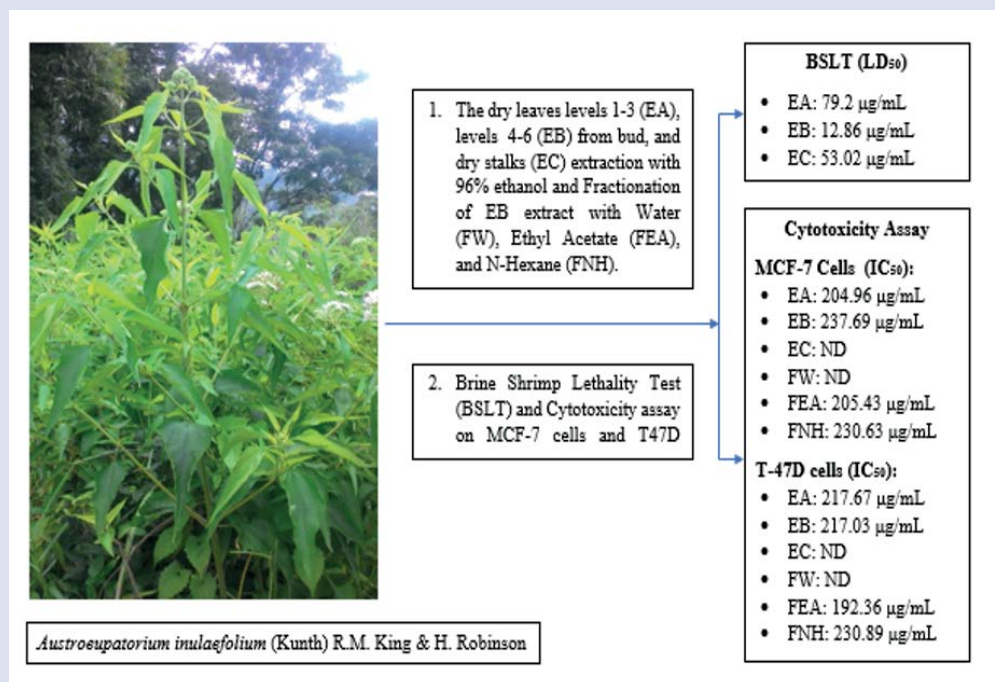 1. The dry leaves levels 1-3 (EA),
levels 4-6 (EB) from bud, and
dry stalks (EC) extraction with
96% ethanol and Fractionation
of EB extract with Water
(FW), Ethyl Acetate (FEA),
and N-Hexane (FNH).
2. Brine Shrimp Lethality Test
(BSLT) and Cytotoxicity assay
on MCF-7 cells and T47D
BSLT (LD₅₀)
• EA: 79.2 µg/mL
• EB: 12.86 µg/mL
• EC: 53.02 µg/mL
Cytotoxicity Assay
MCF-7 Cells (IC₅₀):
• EA: 204.96 µg/mL
• EB: 237.69 µg/mL
• EC: ND
• FW: ND
• FEA: 205.43 µg/mL
• FNH: 230.63 µg/mL
T-47D cells (IC₅₀):
• EA: 217.67 µg/mL
• EB: 217.03 µg/mL
• EC: ND
• FW: ND
• FEA: 192.36 µg/mL
• FNH: 230.89 µg/mL
Austroeupatorium inulaefolium (Kunth) R.M. King & H. Robinson